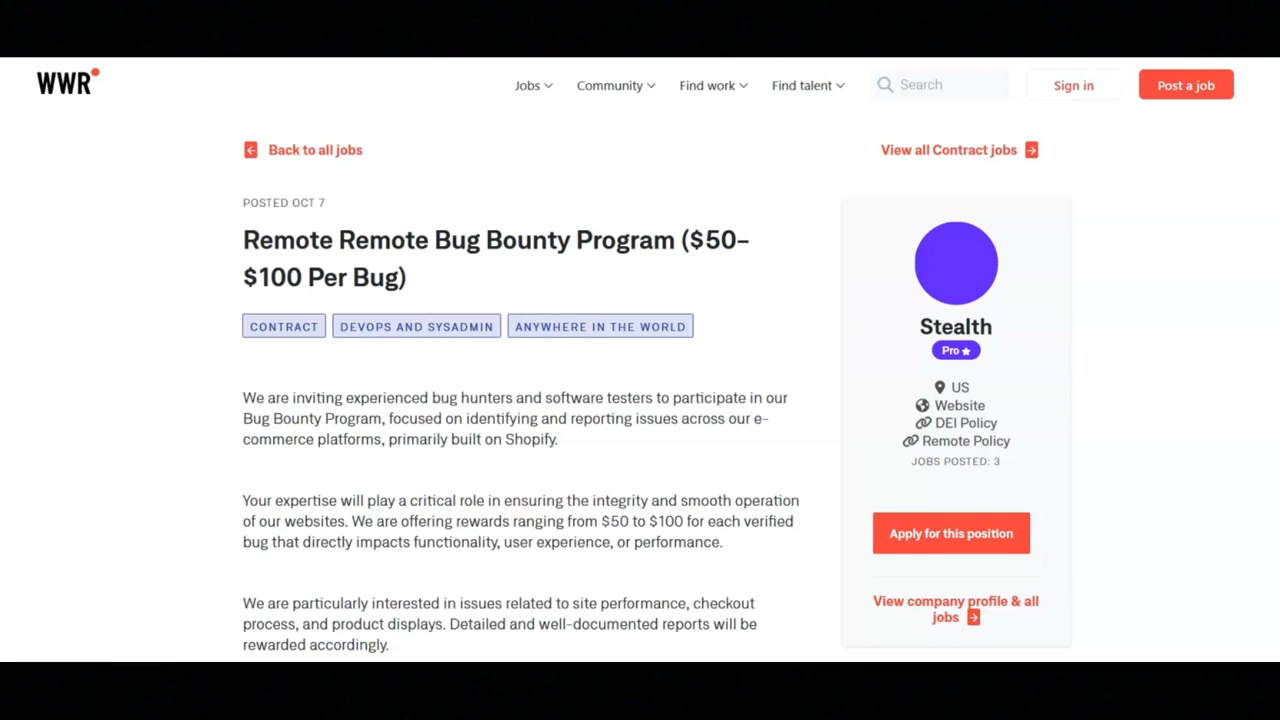 WWR
Jobs
Community
Find work
Find talent
Search
Sign in
Post a job
Back to all jobs
View all Contract jobs
POSTED OCT 7
Remote Remote Bug Bounty Program ($50–
$100 Per Bug)
CONTRACT
DEVOPS AND SYSADMIN
ANYWHERE IN THE WORLD
We are inviting experienced bug hunters and software testers to participate in our
Bug Bounty Program, focused on identifying and reporting issues across our e-
commerce platforms, primarily built on Shopify.
Your expertise will play a critical role in ensuring the integrity and smooth operation
of our websites. We are offering rewards ranging from $50 to $100 for each verified
bug that directly impacts functionality, user experience, or performance.
We are particularly interested in issues related to site performance, checkout
process, and product displays. Detailed and well-documented reports will be
rewarded accordingly.
Stealth
Pro
US
Website
DEI Policy
Remote Policy
JOBS POSTED: 3
Apply for this position
View company profile & all
jobs